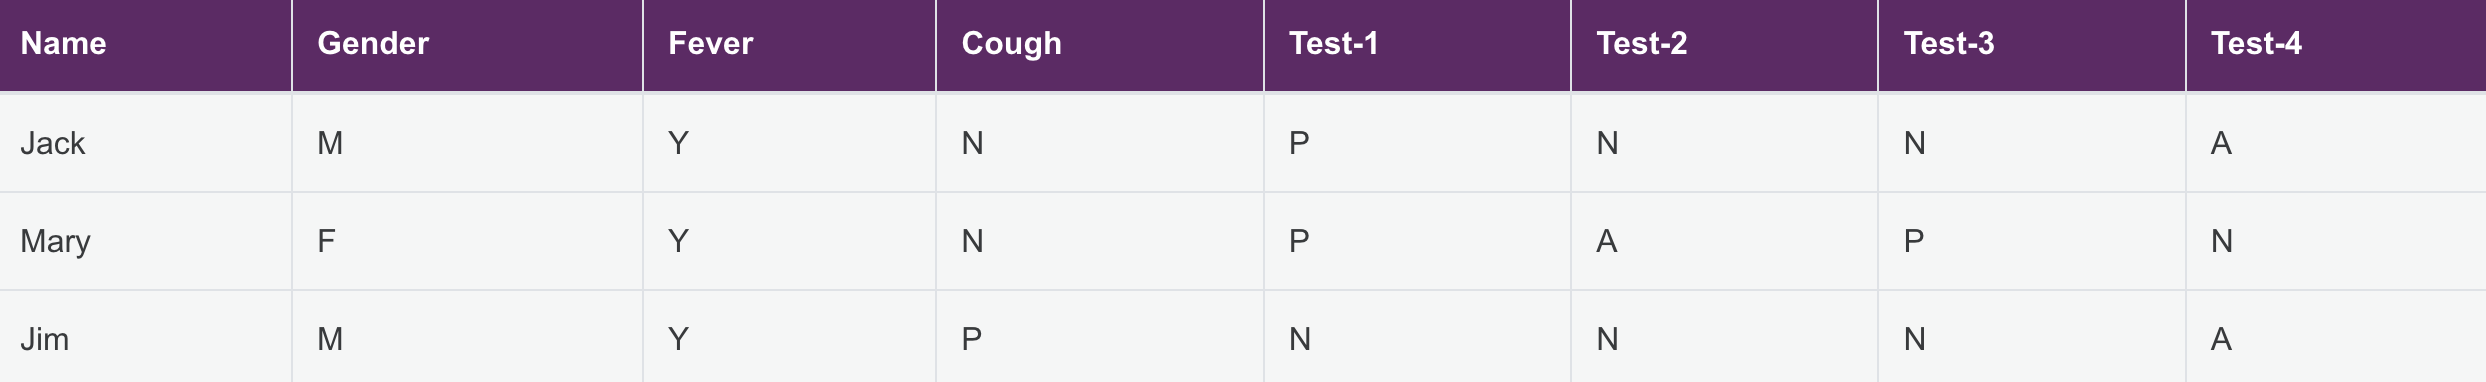 Name Gender Fever Cough Test-1 Test-2 Test-3 Test-4
Jack M Y N P N N A
Mary F Y N P A P N
Jim M Y P N N N A